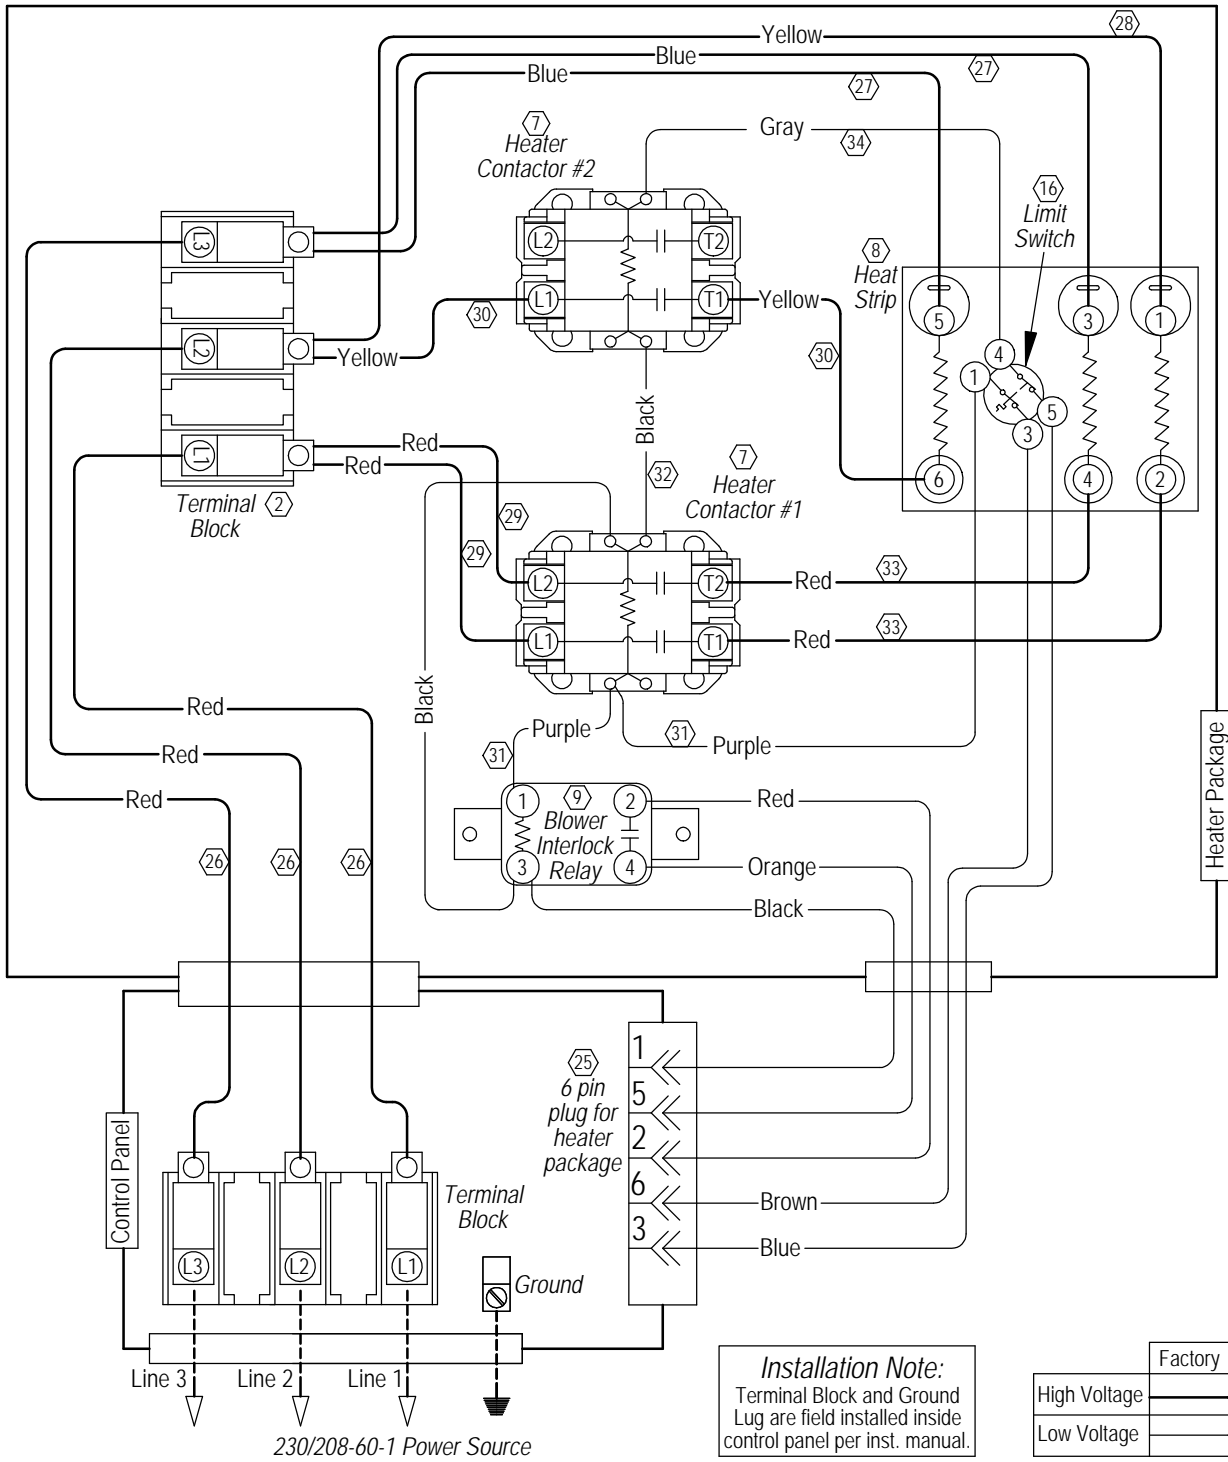 Yellow
28
Blue
27
Blue
27
7
Heater
Contactor #2
Gray
34
16
Limit
Switch
8
Heat
Strip
L3
L2
T2
L1
T1
Yellow
30
30
L2
Yellow
5
3
1
4
1
5
3
6
4
2
Black
32
L1
Red
Red
Terminal
Block
2
29
29
7
Heater
Contactor #1
L2
T2
Red
33
L1
T1
Red
33
Black
Purple
31
31
Purple
Red
Red
Red
26
26
26
1
9
2
Blower
Interlock
Relay
3
4
Red
Orange
Black
Heater Package
25
6 pin
plug for
heater
package
1
5
2
6
3
Brown
Blue
Control Panel
Terminal
Block
L3
L2
L1
Ground
Line 3
Line 2
Line 1
230/208-60-1 Power Source
Installation Note:
Terminal Block and Ground
Lug are field installed inside
control panel per inst. manual.
Factory
High Voltage
Low Voltage